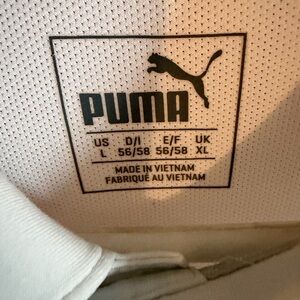 PUMA
US D/I E/F UK
L 56/58 56/58 XL
MADE IN VIETNAM
FABRIQUÉ AU VIETNAM